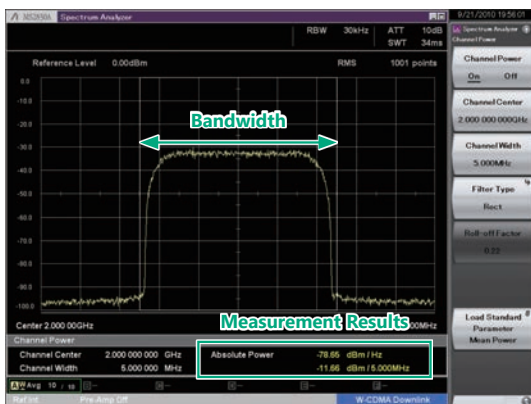 MS2690A Spectrum Analyzer
9/21/2010 19:56:01
RBW 30kHz ATT 10dB
SWT 34ms
Spectrum Analyzer
Channel Power
Reference Level 0.00dBm RMS 1001 points
0.0
-10.0
-20.0
-30.0
-40.0
-50.0
-60.0
-70.0
-80.0
-90.0
-100.0
Bandwidth
Channel Power
On Off
Channel Center
2.000 000 000GHz
Channel Width
5.000MHz
Filter Type
Rect
Roll-off Factor
0.22
Load Standard
Parameter
Mean Power
Center 2.000 00GHz
Measurement Results
Channel Power
Channel Center 2.000 000 000 GHz Absolute Power -78.65 dBm / Hz
Channel Width 5.000 000 MHz -11.66 dBm / 5.000MHz
Avg 10 / 10
Ref.Int Pre-Amp Off W-CDMA Downlink